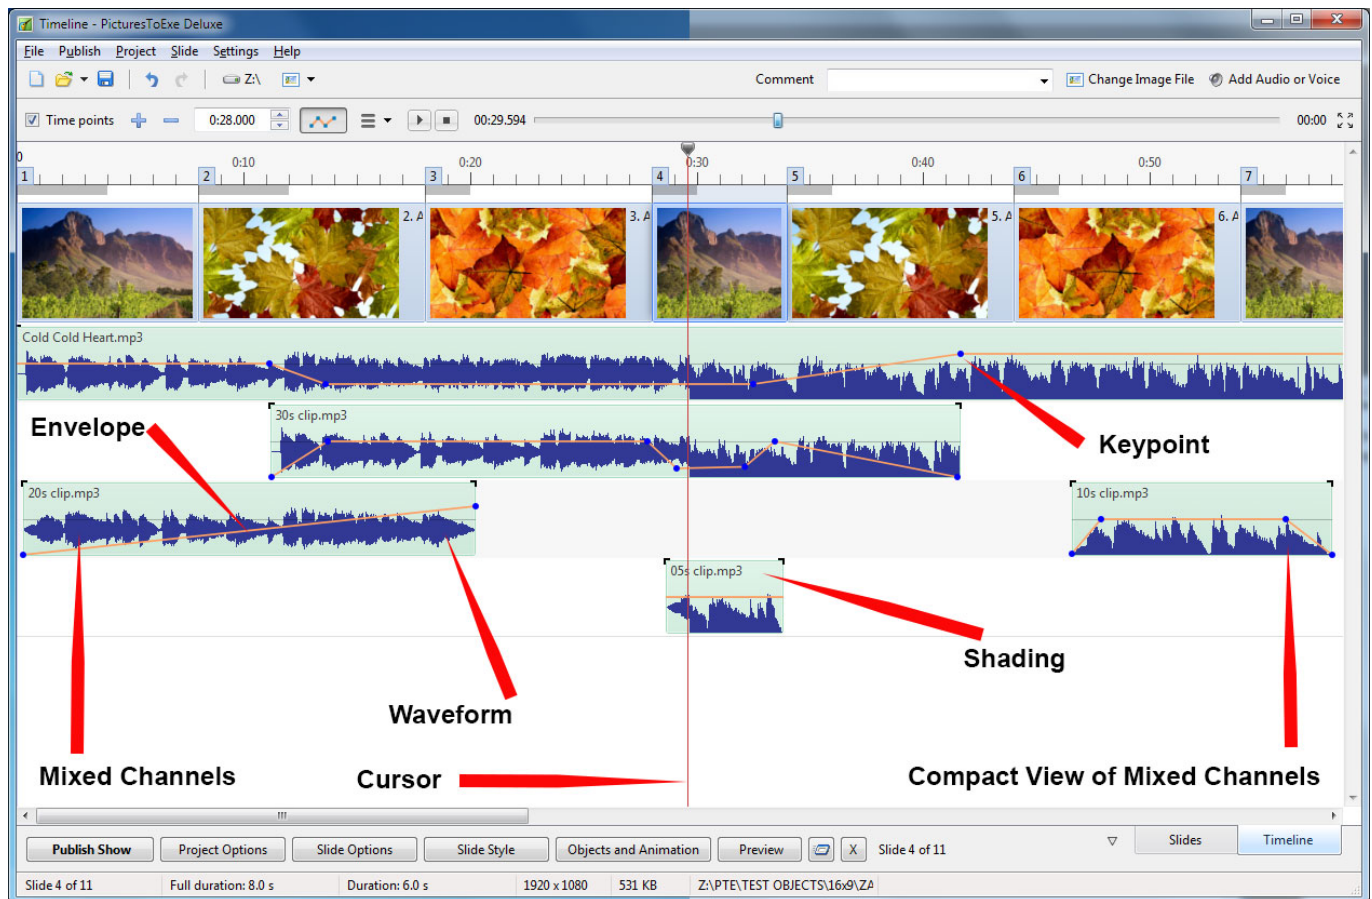 Timeline - PicturesToExe Deluxe
File Publish Project Slide Settings Help
Z:\ Comment Change Image File Add Audio or Voice
Time points 0:28.000 00:29.594 00:00
0 0:10 0:20 0:30 0:40 0:50
1 2 3 4 5 6 7
2. A 3. A 5. A 6. A
Cold Cold Heart.mp3
30s clip.mp3
Envelope
Keypoint
20s clip.mp3
10s clip.mp3
05s clip.mp3
Shading
Waveform
Mixed Channels
Cursor
Compact View of Mixed Channels
Publish Show Project Options Slide Options Slide Style Objects and Animation Preview X Slide 4 of 11 Slides Timeline
Slide 4 of 11 Full duration: 8.0 s Duration: 6.0 s 1920 x 1080 531 KB Z:\PTE\TEST OBJECTS\16x9\ZA